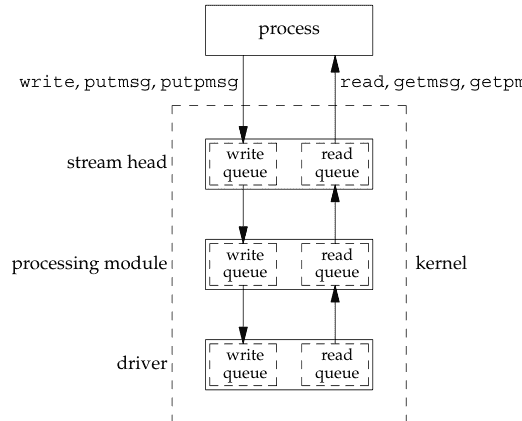 process
write, putmsg, putpmsg
read, getmsg, getpm
stream head
write queue
read queue
processing module
write queue
read queue
kernel
driver
write queue
read queue